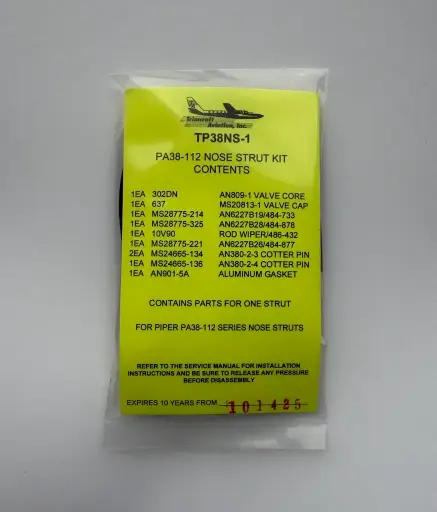 Trimcraft
Aviation, Inc.
TP38NS-1
PA38-112 NOSE STRUT KIT
CONTENTS
1EA 302DN AN809-1 VALVE CORE
1EA 637 MS20813-1 VALVE CAP
1EA MS28775-214 AN6227B19/484-733
1EA MS28775-325 AN6227B28/484-878
1EA 10V90 ROD WIPER/486-432
1EA MS28775-221 AN6227B26/484-877
2EA MS24665-134 AN380-2-3 COTTER PIN
1EA MS24665-136 AN380-2-4 COTTER PIN
1EA AN901-5A ALUMINUM GASKET
CONTAINS PARTS FOR ONE STRUT
FOR PIPER PA38-112 SERIES NOSE STRUTS
REFER TO THE SERVICE MANUAL FOR INSTALLATION
INSTRUCTIONS AND BE SURE TO RELEASE ANY PRESSURE
BEFORE DISASSEMBLY
EXPIRES 10 YEARS FROM 101425